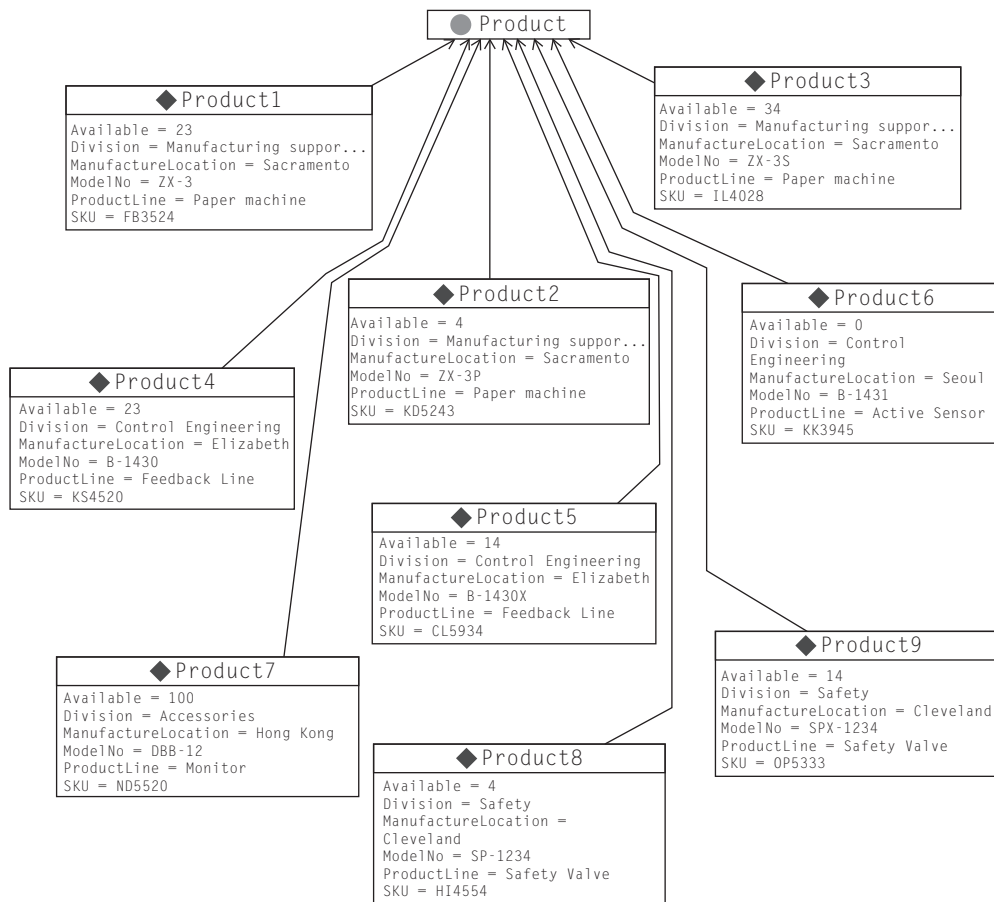 Product
Product1
Available = 23
Division = Manufacturing suppor...
ManufactureLocation = Sacramento
ModelNo = ZX-3
ProductLine = Paper machine
SKU = FB3524
Product3
Available = 34
Division = Manufacturing suppor...
ManufactureLocation = Sacramento
ModelNo = ZX-3S
ProductLine = Paper machine
SKU = IL4028
Product2
Available = 4
Division = Manufacturing suppor...
ManufactureLocation = Sacramento
ModelNo = ZX-3P
ProductLine = Paper machine
SKU = KD5243
Product6
Available = 0
Division = Control
Engineering
ManufactureLocation = Seoul
ModelNo = B-1431
ProductLine = Active Sensor
SKU = KK3945
Product4
Available = 23
Division = Control Engineering
ManufactureLocation = Elizabeth
ModelNo = B-1430
ProductLine = Feedback Line
SKU = KS4520
Product5
Available = 14
Division = Control Engineering
ManufactureLocation = Elizabeth
ModelNo = B-1430X
ProductLine = Feedback Line
SKU = CL5934
Product9
Available = 14
Division = Safety
ManufactureLocation = Cleveland
ModelNo = SPX-1234
ProductLine = Safety Valve
SKU = OP5333
Product7
Available = 100
Division = Accessories
ManufactureLocation = Hong Kong
ModelNo = DBB-12
ProductLine = Monitor
SKU = ND5520
Product8
Available = 4
Division = Safety
ManufactureLocation =
Cleveland
ModelNo = SP-1234
ProductLine = Safety Valve
SKU = HI4554